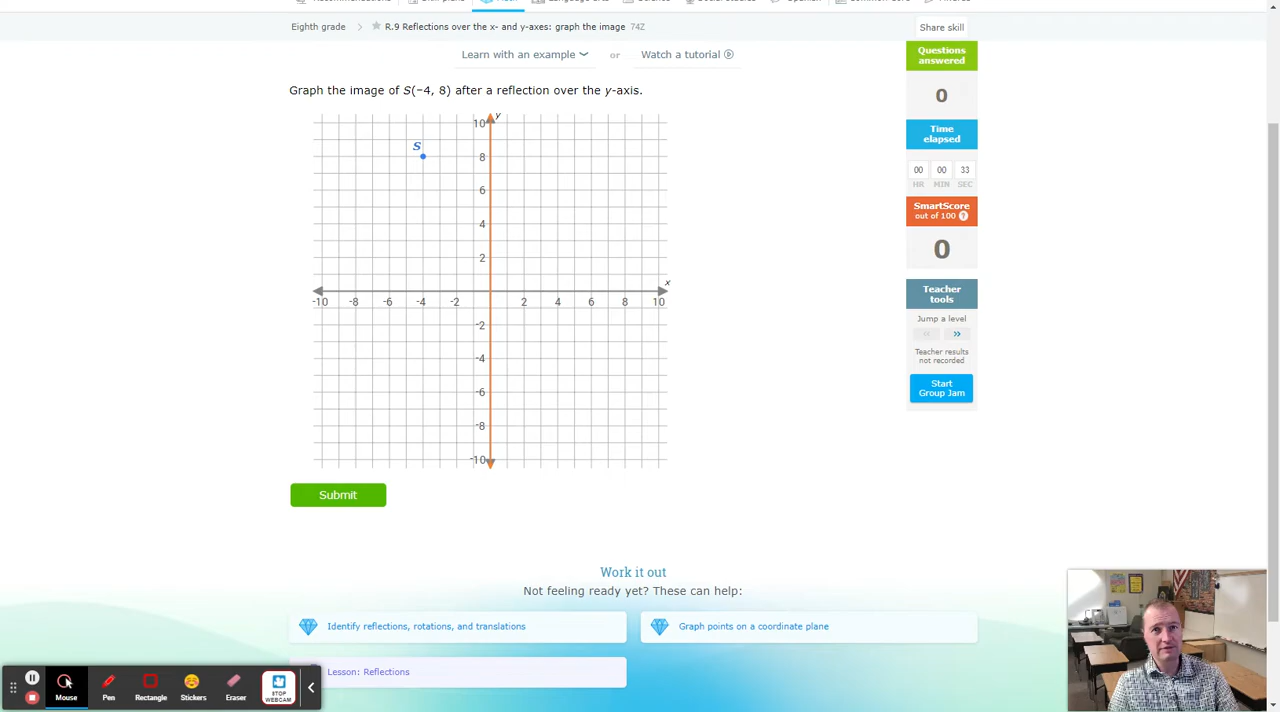 Eighth grade > R.9 Reflections over the x- and y-axes: graph the image 74Z
Share skill
Learn with an example or Watch a tutorial
Graph the image of S(−4, 8) after a reflection over the y-axis.
y
10
S
8
6
4
2
x
-10 -8 -6 -4 -2 2 4 6 8 10
-2
-4
-6
-8
-10
Submit
Questions
answered
0
Time
elapsed
00 00 33
HR MIN SEC
SmartScore
out of 100 ?
0
Teacher
tools
Jump a level
<< >>
Teacher results
not recorded
Start
Group Jam
Work it out
Not feeling ready yet? These can help:
Identify reflections, rotations, and translations
Graph points on a coordinate plane
Lesson: Reflections
Mouse Pen Rectangle Stickers Eraser STOP WEBCAM